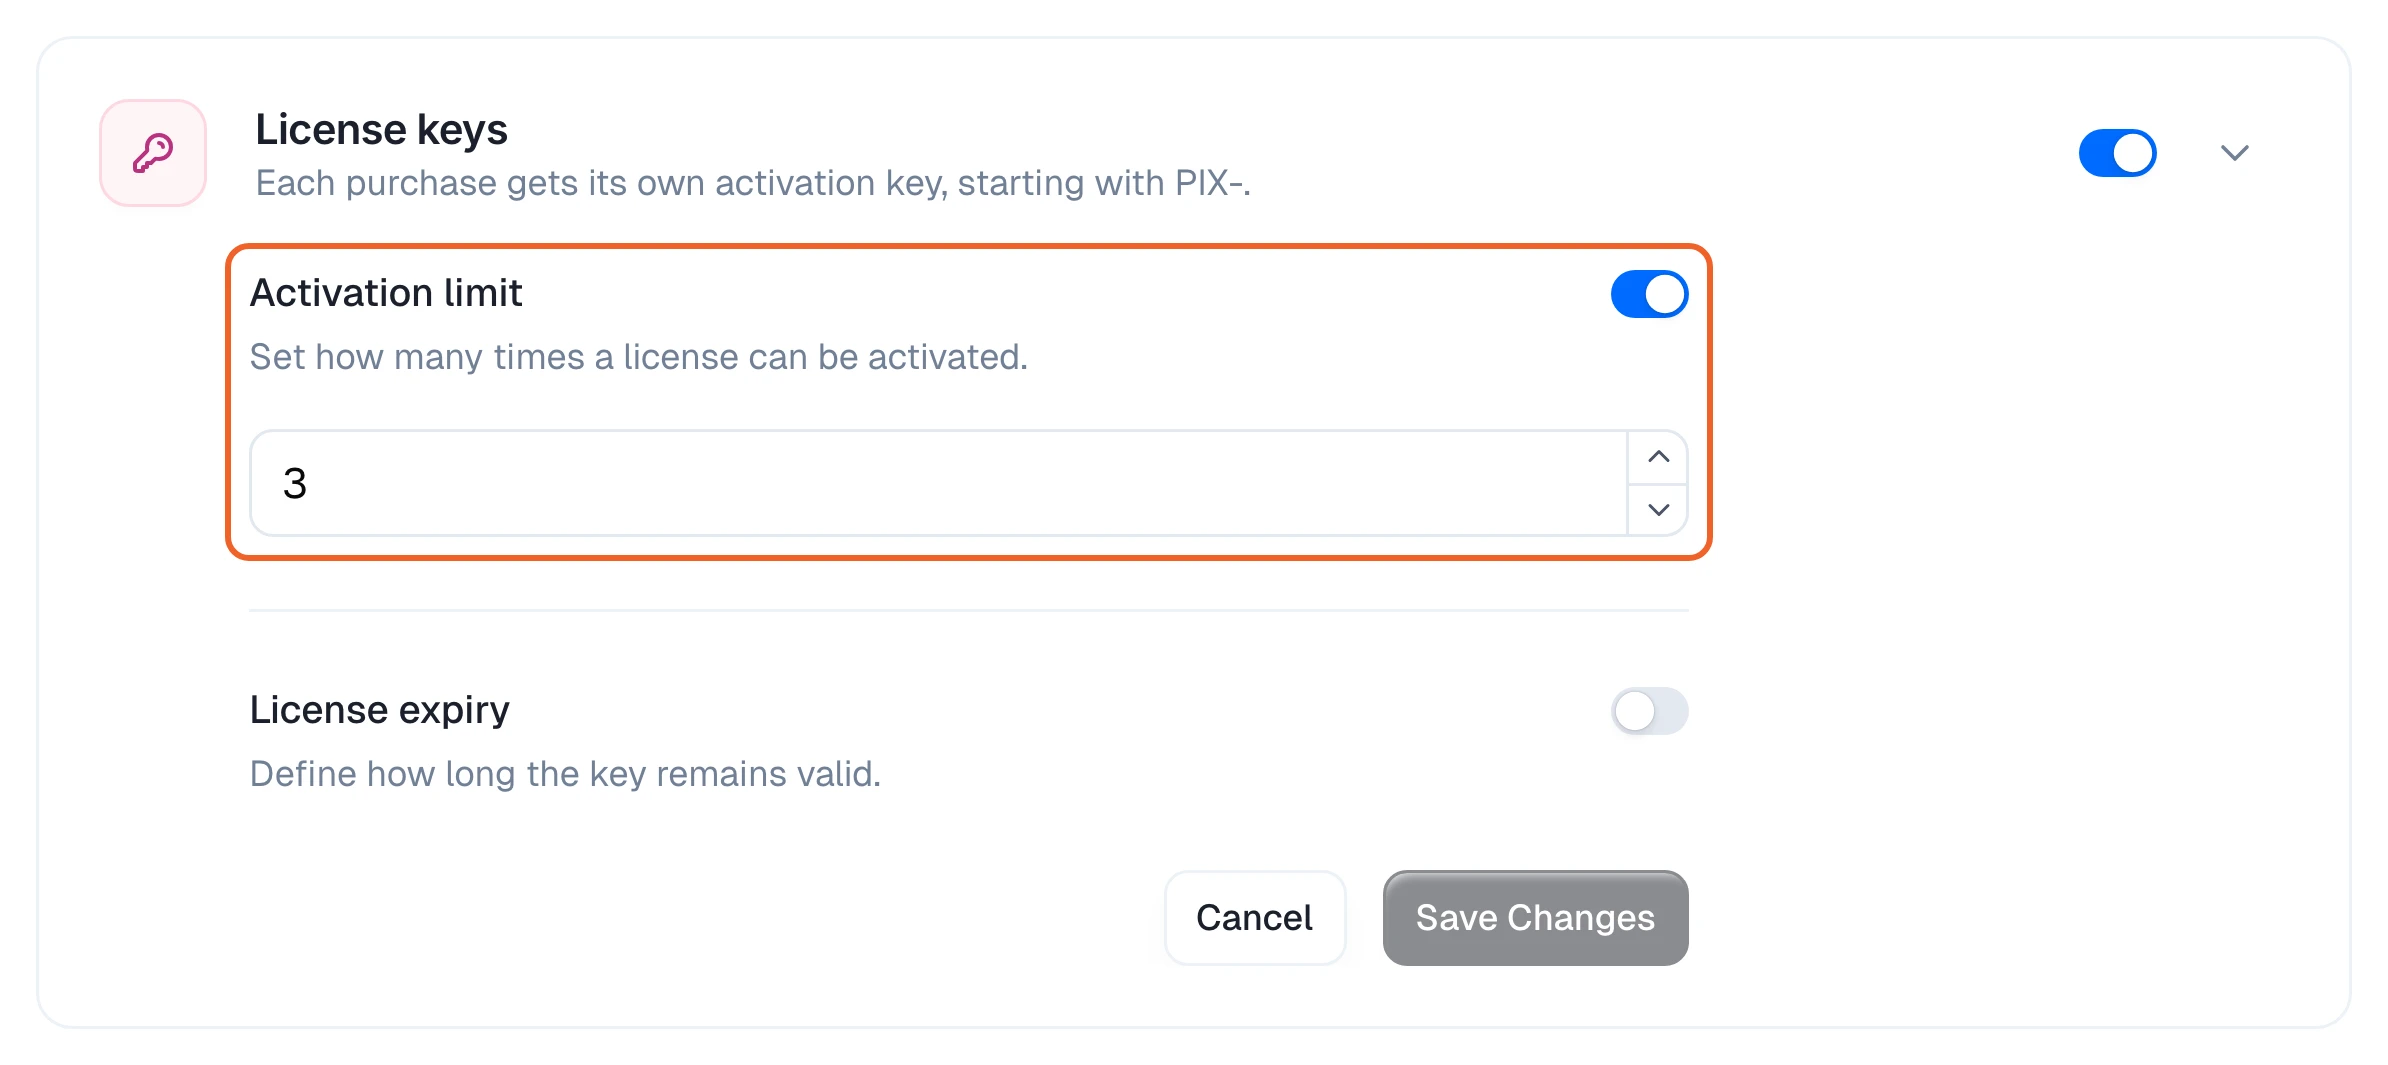 License keys
Each purchase gets its own activation key, starting with PIX-.
Activation limit
Set how many times a license can be activated.
3
License expiry
Define how long the key remains valid.
Cancel
Save Changes